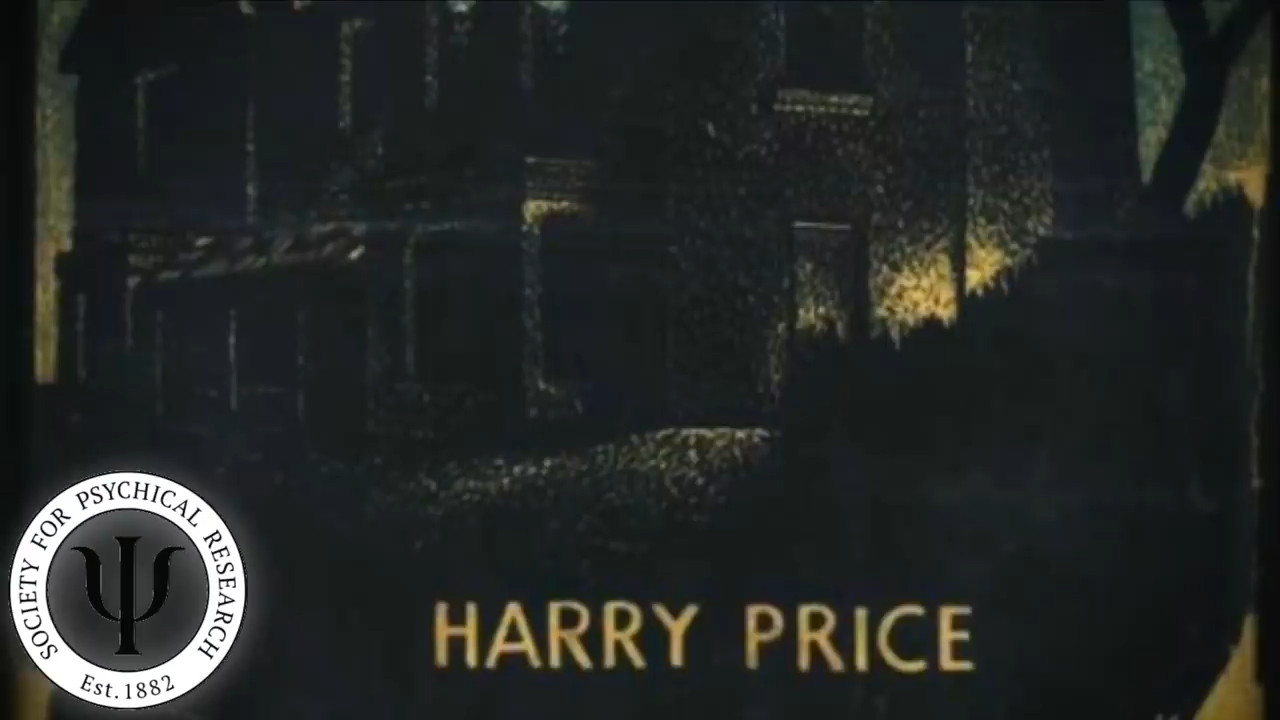 HARRY PRICE
SOCIETY FOR PSYCHICAL RESEARCH
Ψ
Est. 1882